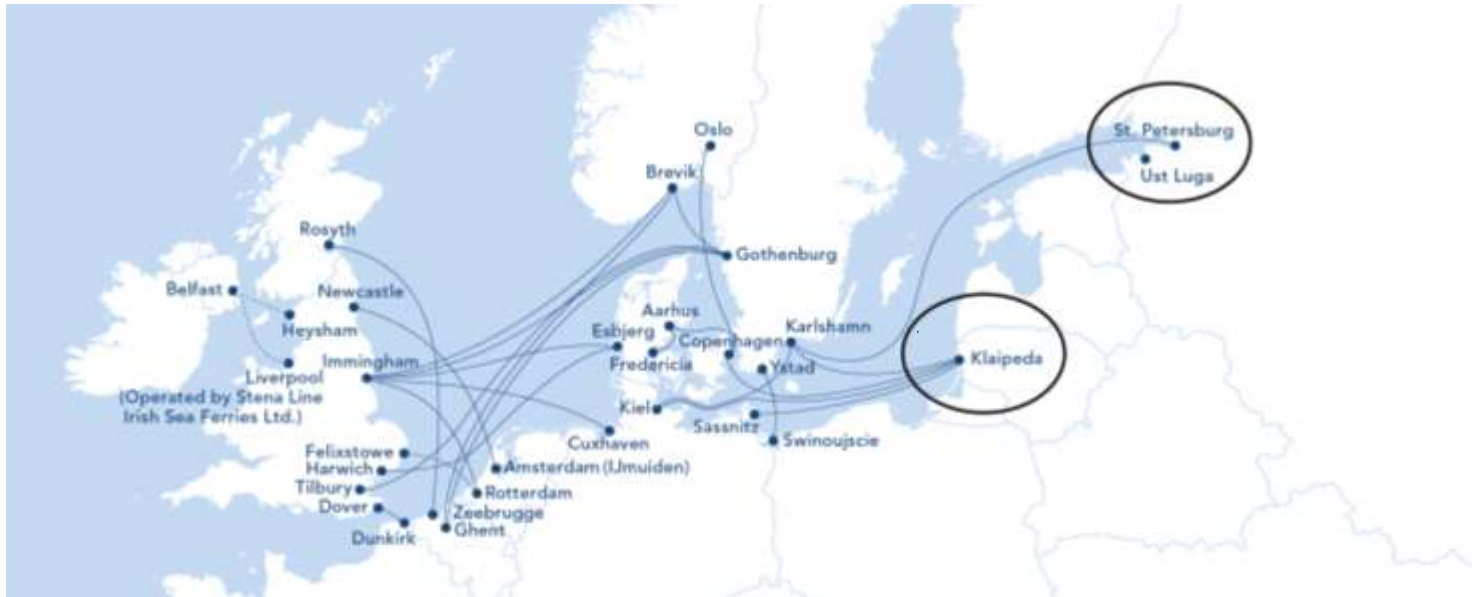 Oslo
St. Petersburg
Brevik
Ust Luga
Rosyth
Gothenburg
Belfast
Newcastle
Aarhus
Heysham
Esbjerg
Karlshamn
Copenhagen
Immingham
Fredericia
Klaipeda
Ystad
Liverpool
(Operated by Stena Line
Irish Sea Ferries Ltd.)
Kiel
Sassnitz
Cuxhaven
Swinoujscie
Felixstowe
Harwich
Amsterdam (IJmuiden)
Tilbury
Rotterdam
Dover
Zeebrugge
Ghent
Dunkirk